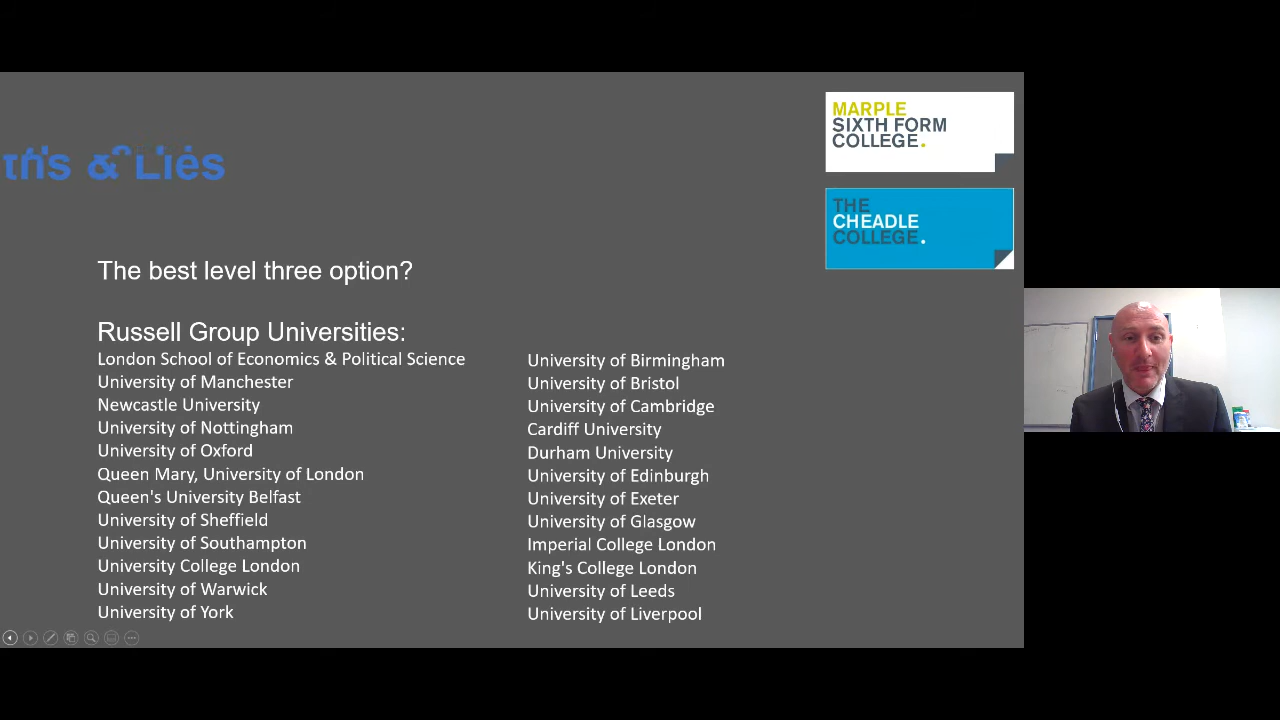 & Lies
MARPLE
SIXTH FORM
COLLEGE.
THE
CHEADLE
COLLEGE.
The best level three option?
Russell Group Universities:
London School of Economics & Political Science
University of Manchester
Newcastle University
University of Nottingham
University of Oxford
Queen Mary, University of London
Queen's University Belfast
University of Sheffield
University of Southampton
University College London
University of Warwick
University of York
University of Birmingham
University of Bristol
University of Cambridge
Cardiff University
Durham University
University of Edinburgh
University of Exeter
University of Glasgow
Imperial College London
King's College London
University of Leeds
University of Liverpool